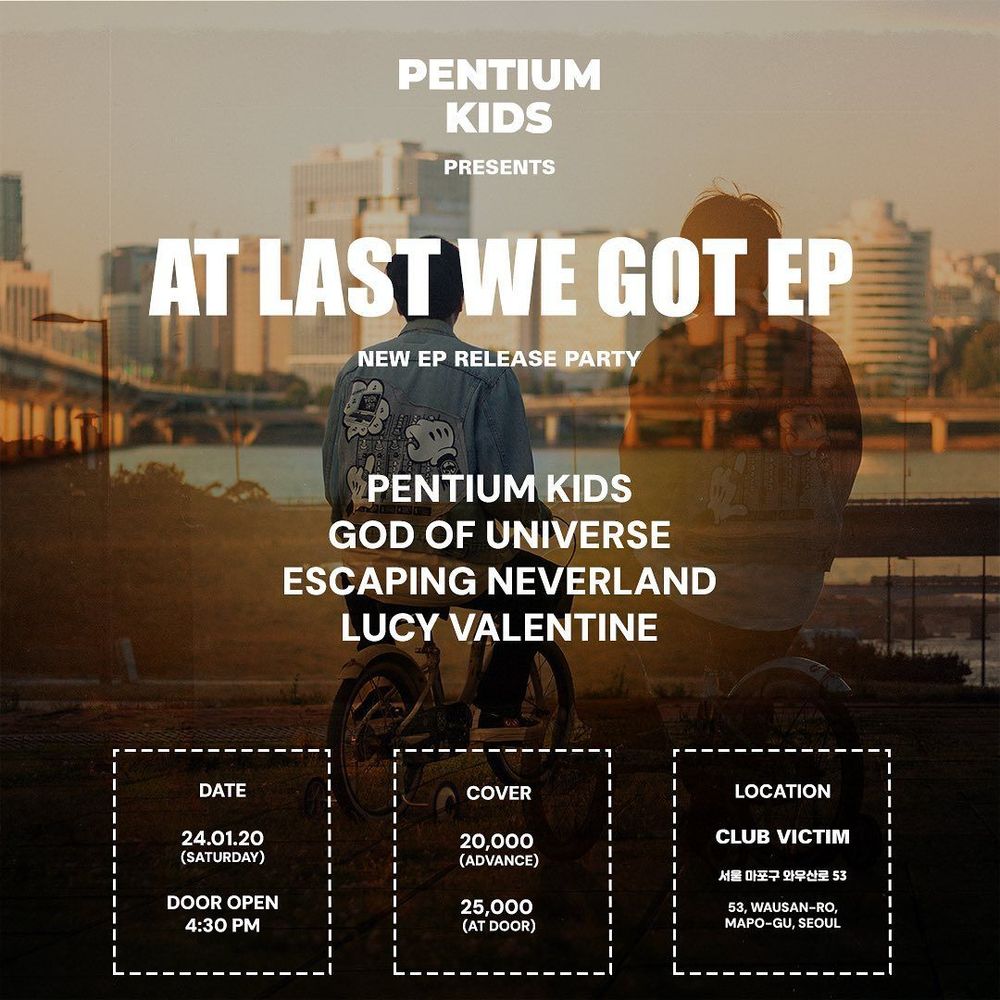 PENTIUM
KIDS
PRESENTS
AT LAST WE GOT EP
NEW EP RELEASE PARTY
PENTIUM KIDS
GOD OF UNIVERSE
ESCAPING NEVERLAND
LUCY VALENTINE
DATE
24.01.20
(SATURDAY)
DOOR OPEN
4:30 PM
COVER
20,000
(ADVANCE)
25,000
(AT DOOR)
LOCATION
CLUB VICTIM
서울 마포구 와우산로 53
53, WAUSAN-RO,
MAPO-GU, SEOUL